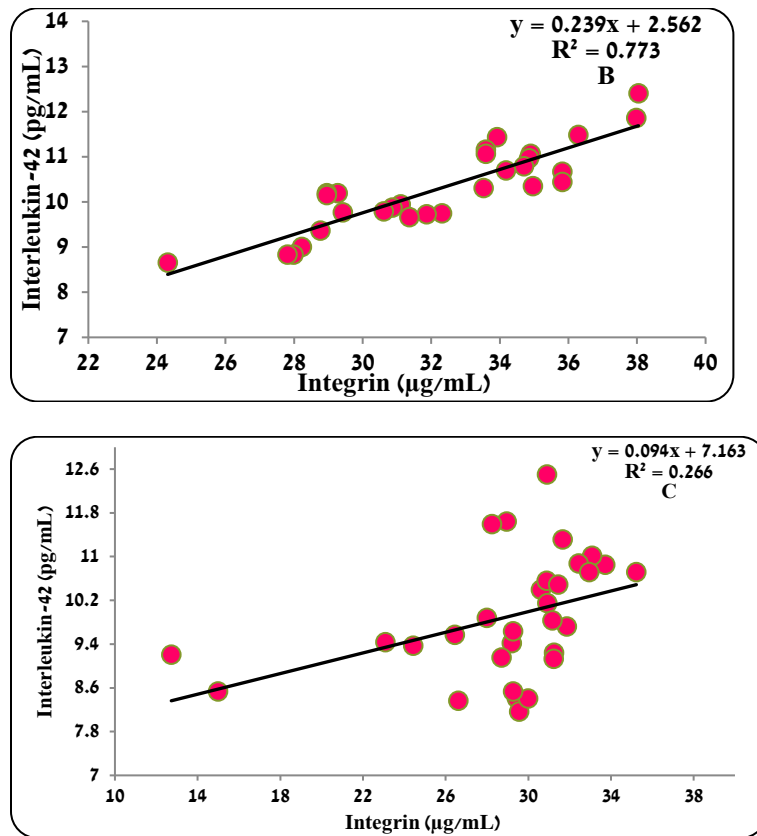 y = 0.239x + 2.562
R² = 0.773
B
14
13
12
11
10
9
8
7
22 24 26 28 30 32 34 36 38 40
Interleukin-42 (pg/mL)
Integrin (µg/mL)
y = 0.094x + 7.163
R² = 0.266
C
12.6
11.8
11
10.2
9.4
8.6
7.8
7
10 14 18 22 26 30 34 38
Interleukin-42 (pg/mL)
Integrin (µg/mL)